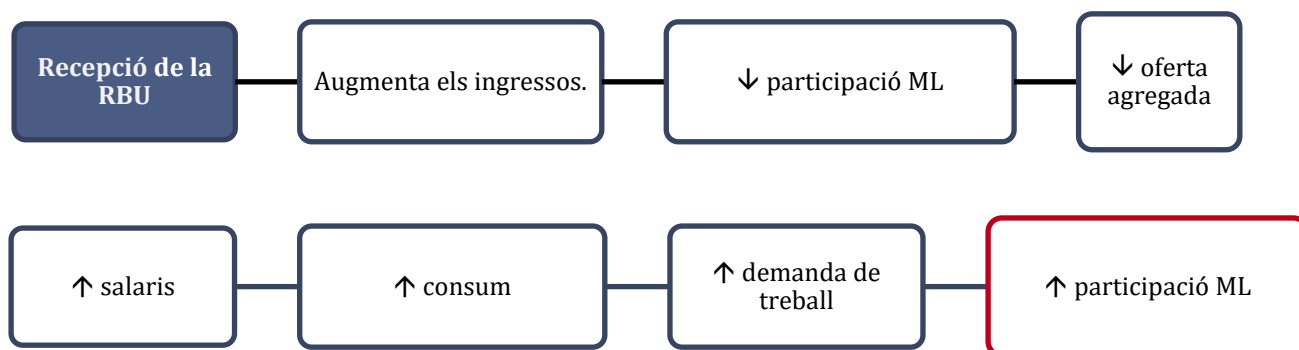 Recepció de la
RBU
Augmenta els ingressos.
↓ participació ML
↓ oferta
agregada
↑ salaris
↑ consum
↑ demanda de
treball
↑ participació ML